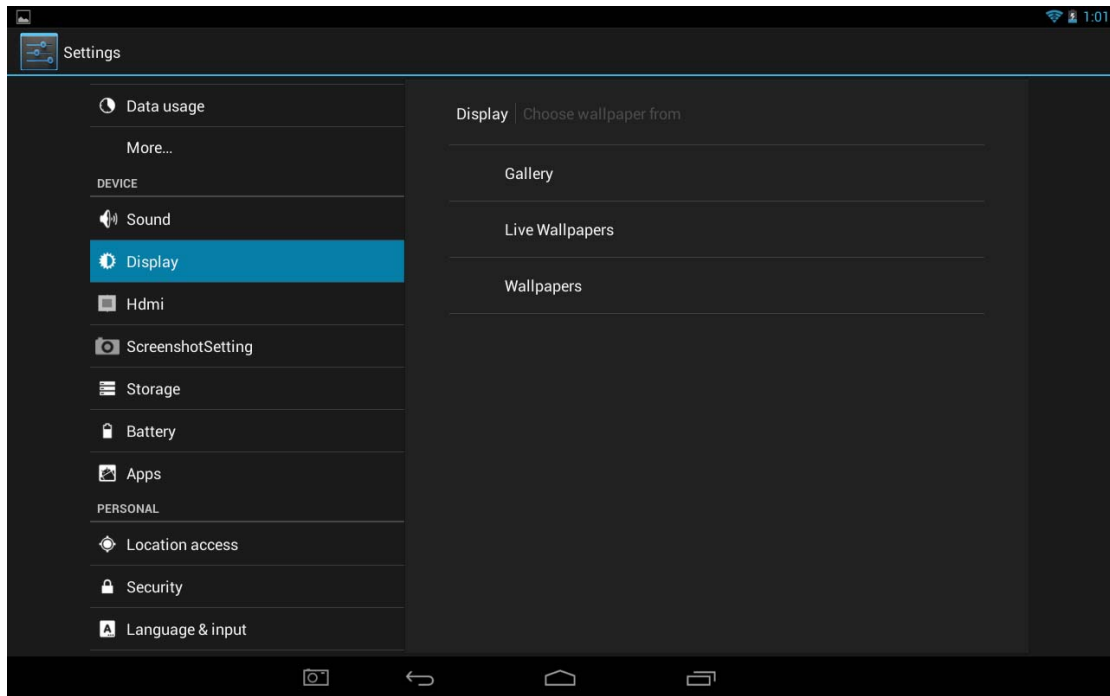 1:01
Settings
Data usage
More...
DEVICE
Sound
Display
Hdmi
ScreenshotSetting
Storage
Battery
Apps
PERSONAL
Location access
Security
Language & input
Display Choose wallpaper from
Gallery
Live Wallpapers
Wallpapers